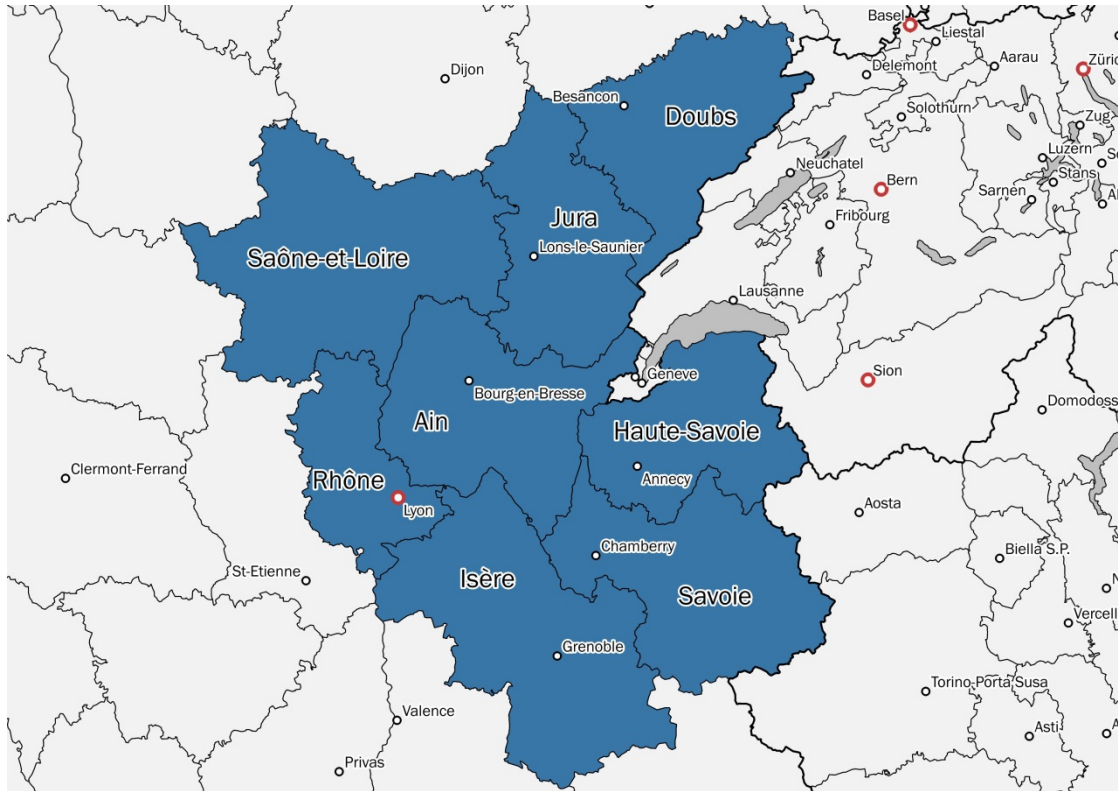 Basel
Liestal
Dijon
Delemont
Aarau
Züric
Besançon
Doubs
Solothurn
Zug
Luzern
Neuchatel
Bern
Stans
Sarnen
Jura
Fribourg
Lons-le-Saunier
Saône-et-Loire
Lausanne
Geneve
Sion
Bourg-en-Bresse
Domodoss
Ain
Haute-Savoie
Clermont-Ferrand
Rhône
Annecy
Lyon
Aosta
Chamberry
Biella S.P.
St-Etienne
Isère
Savoie
Vercell
Grenoble
Torino Porta Susa
Valence
Asti
Privas